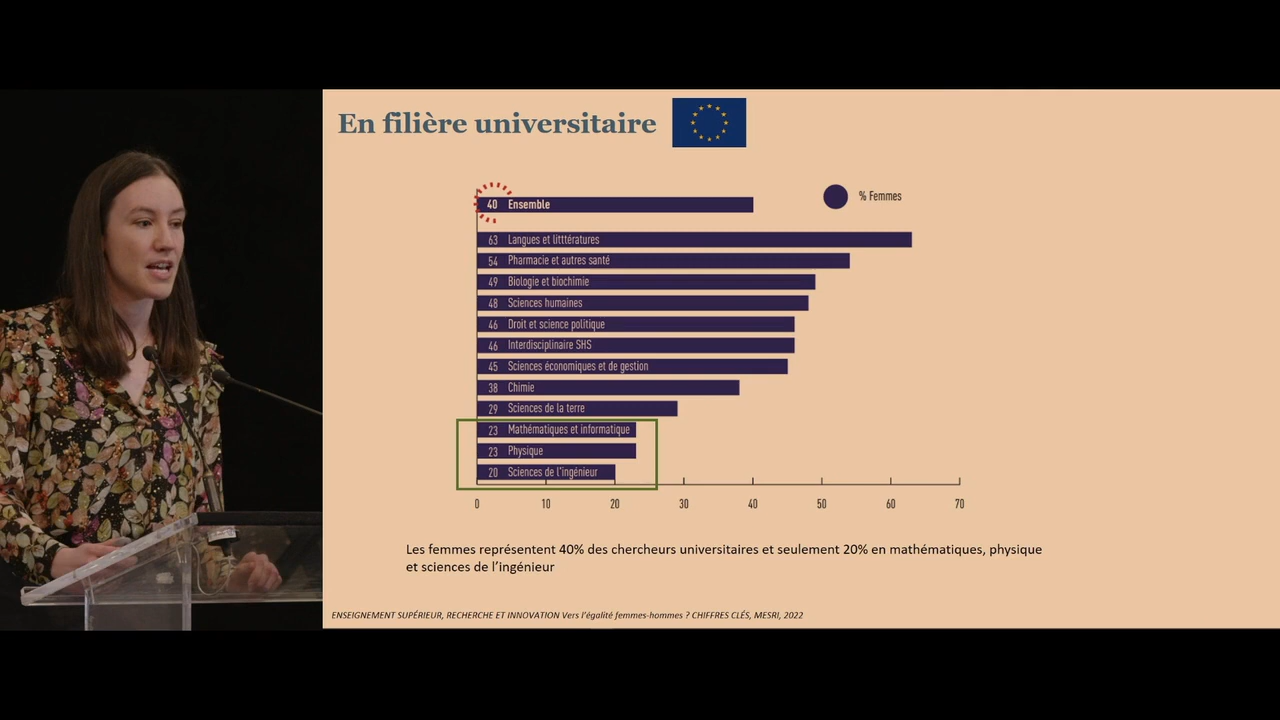 En filière universitaire
40 Ensemble
% Femmes
63 Langues et litttératures
54 Pharmacie et autres santé
49 Biologie et biochimie
48 Sciences humaines
46 Droit et science politique
46 Interdisciplinaire SHS
45 Sciences économiques et de gestion
38 Chimie
29 Sciences de la terre
23 Mathématiques et informatique
23 Physique
20 Sciences de l'ingénieur
0 10 20 30 40 50 60 70
Les femmes représentent 40% des chercheurs universitaires et seulement 20% en mathématiques, physique
et sciences de l'ingénieur
ENSEIGNEMENT SUPÉRIEUR, RECHERCHE ET INNOVATION Vers l'égalité femmes-hommes ? CHIFFRES CLÉS, MESRI, 2022